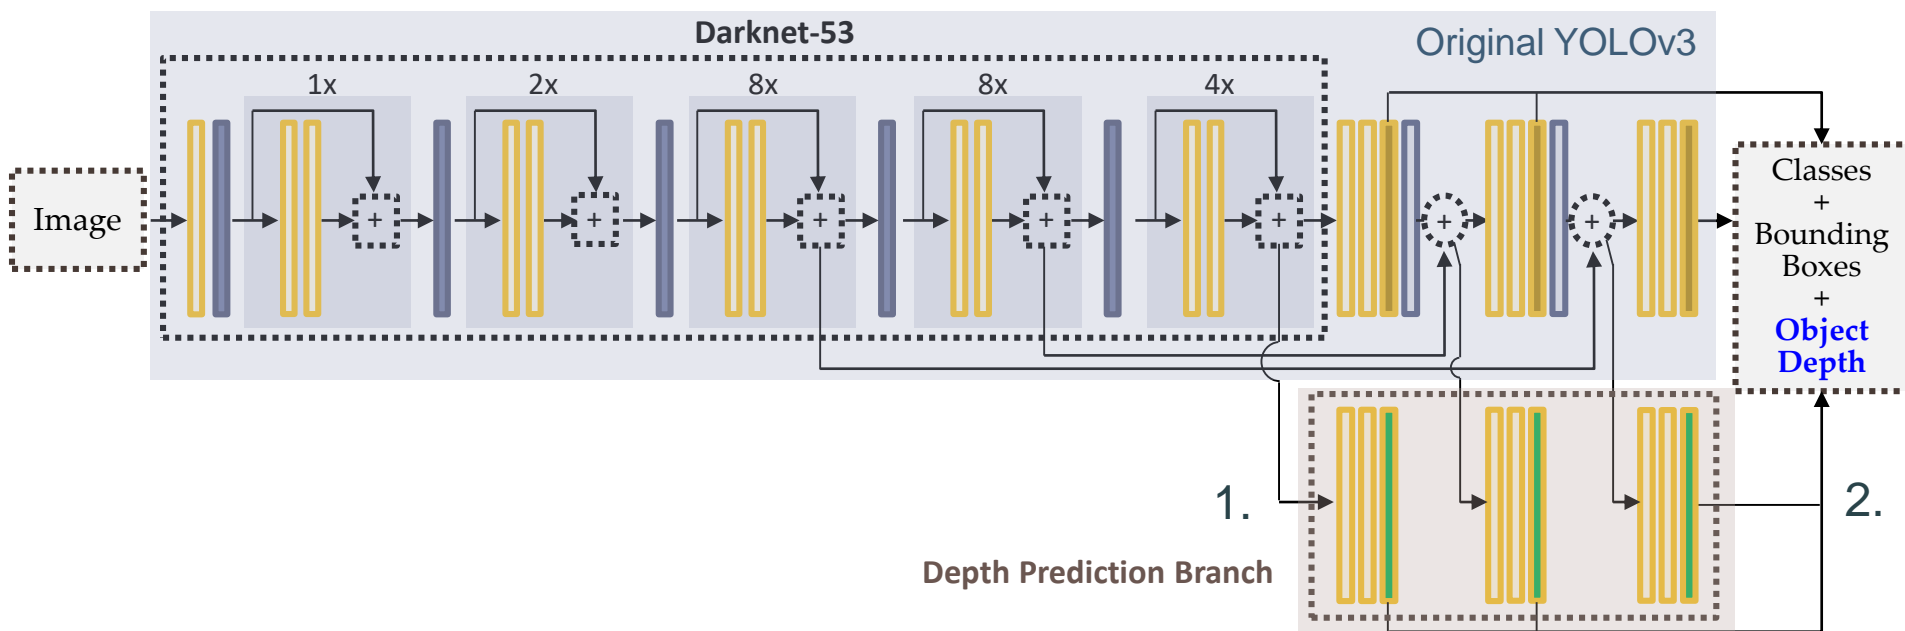 Darknet-53
Original YOLOv3
1x
2x
8x
8x
4x
Image
+
+
+
+
+
+
+
Classes
+
Bounding
Boxes
+
Object
Depth
1.
2.
Depth Prediction Branch